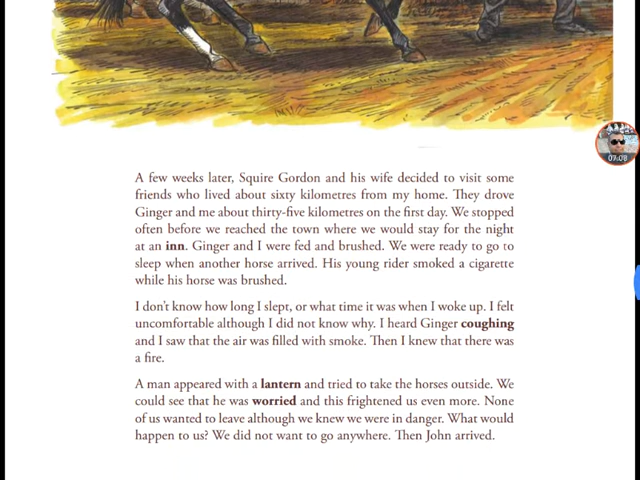 07:08
A few weeks later, Squire Gordon and his wife decided to visit some
friends who lived about sixty kilometres from my home. They drove
Ginger and me about thirty-five kilometres on the first day. We stopped
often before we reached the town where we would stay for the night
at an inn. Ginger and I were fed and brushed. We were ready to go to
sleep when another horse arrived. His young rider smoked a cigarette
while his horse was brushed.
I don't know how long I slept, or what time it was when I woke up. I felt
uncomfortable although I did not know why. I heard Ginger coughing
and I saw that the air was filled with smoke. Then I knew that there was
a fire.
A man appeared with a lantern and tried to take the horses outside. We
could see that he was worried and this frightened us even more. None
of us wanted to leave although we knew we were in danger. What would
happen to us? We did not want to go anywhere. Then John arrived.